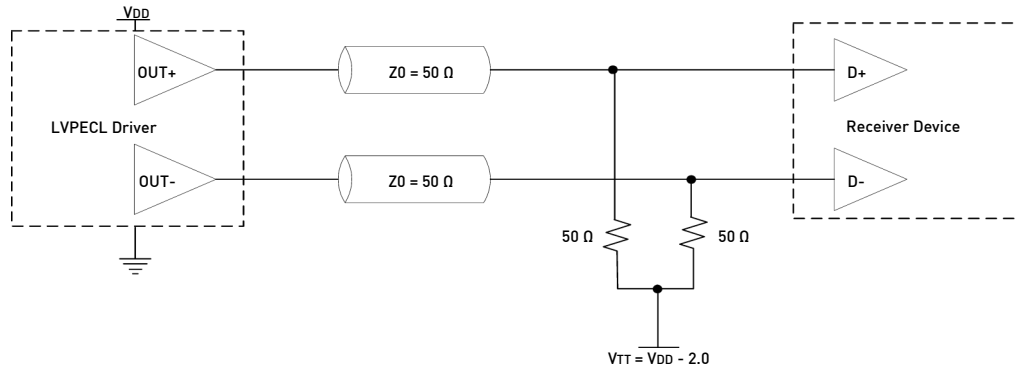 VDD
OUT+
Z0 = 50 Ω
D+
LVPECL Driver
Receiver Device
OUT-
Z0 = 50 Ω
D-
50 Ω
50 Ω
VTT = VDD - 2.0